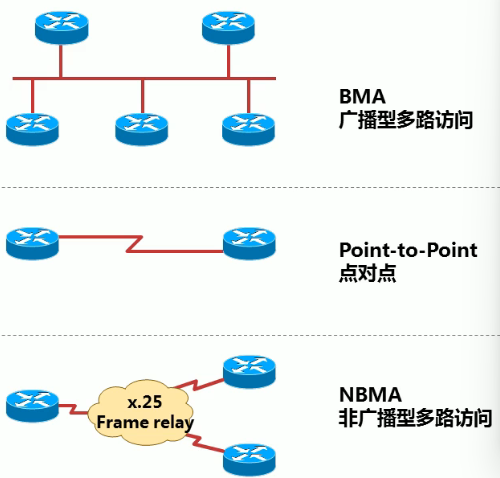 BMA
广播型多路访问
Point-to-Point
点对点
x.25
Frame relay
NBMA
非广播型多路访问